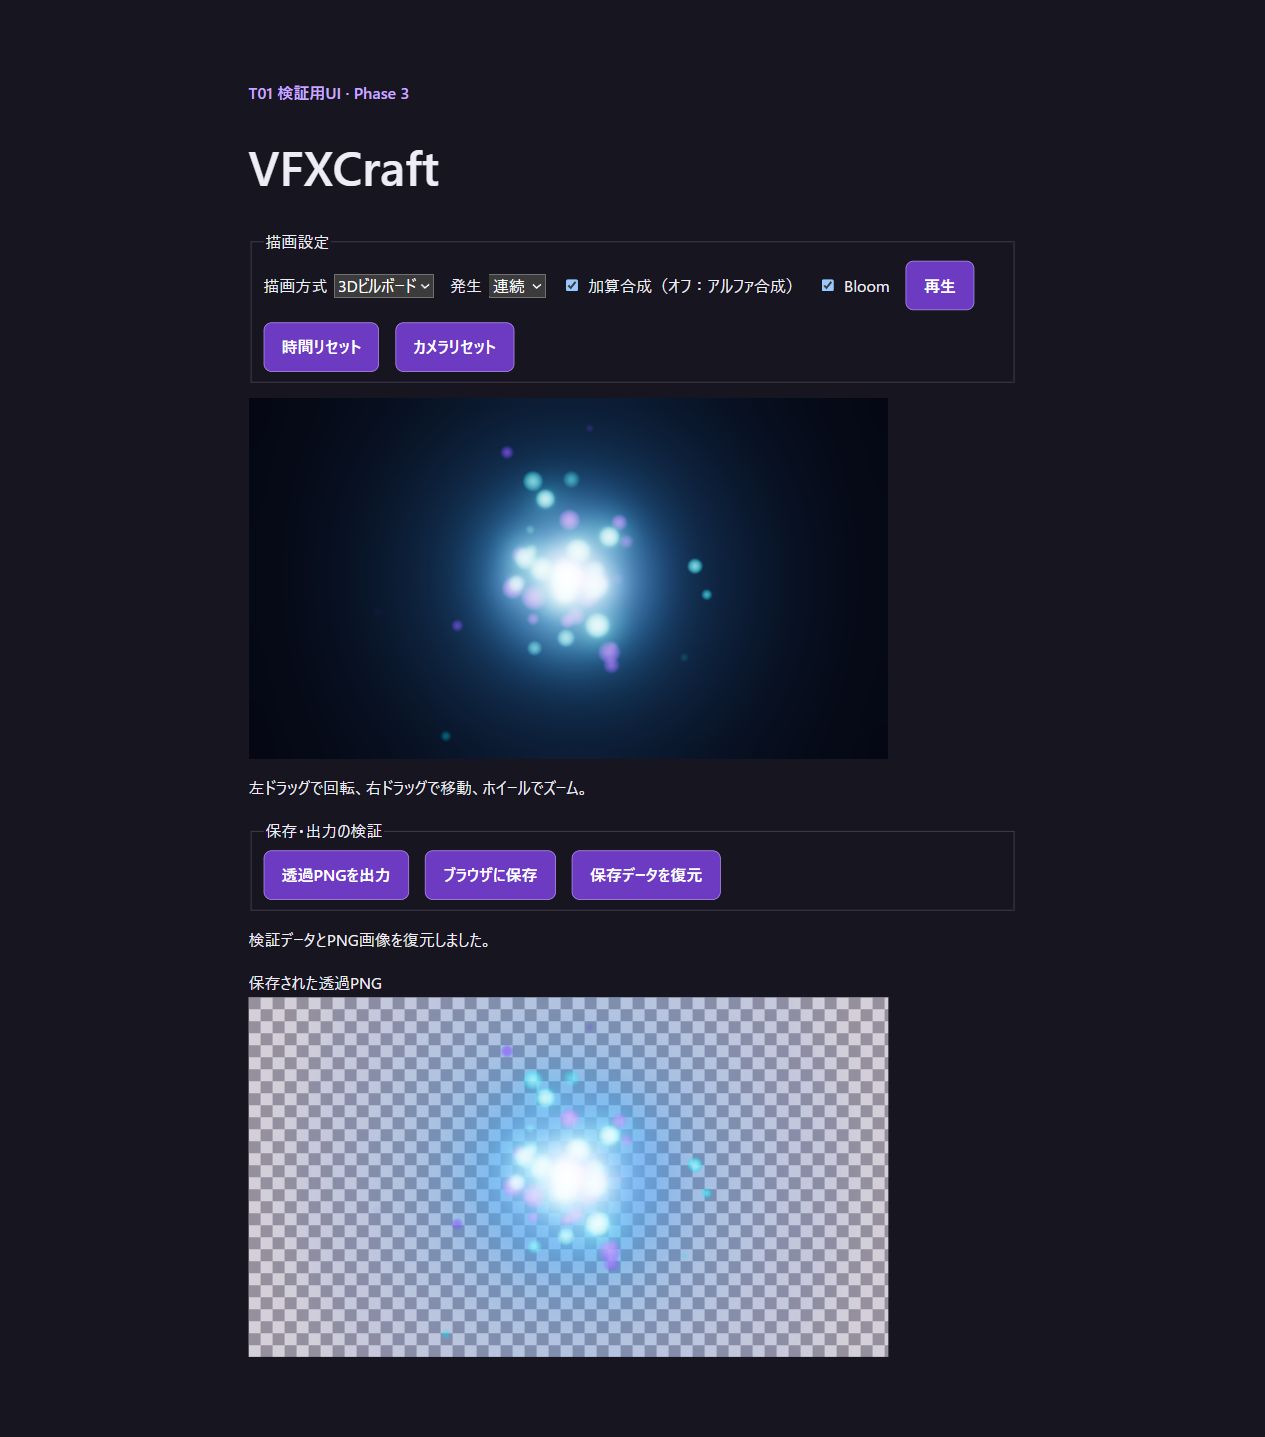 T01 検証用UI · Phase 3
VFXCraft
描画設定
描画方式 3Dビルボード 発生 連続 加算合成（オフ：アルファ合成） Bloom 再生
時間リセット カメラリセット
左ドラッグで回転、右ドラッグで移動、ホイールでズーム。
保存・出力の検証
透過PNGを出力 ブラウザに保存 保存データを復元
検証データとPNG画像を復元しました。
保存された透過PNG